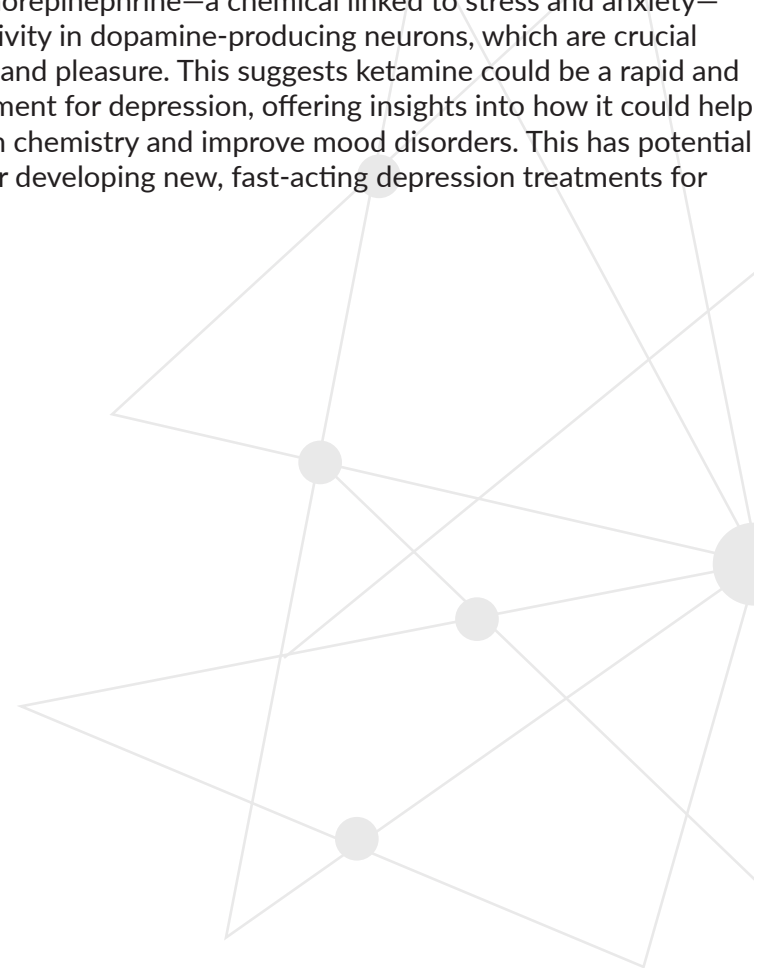 norepinephrine—a chemical linked to stress and anxiety—
ivity in dopamine-producing neurons, which are crucial
and pleasure. This suggests ketamine could be a rapid and
ment for depression, offering insights into how it could help
chemistry and improve mood disorders. This has potential
r developing new, fast-acting depression treatments for